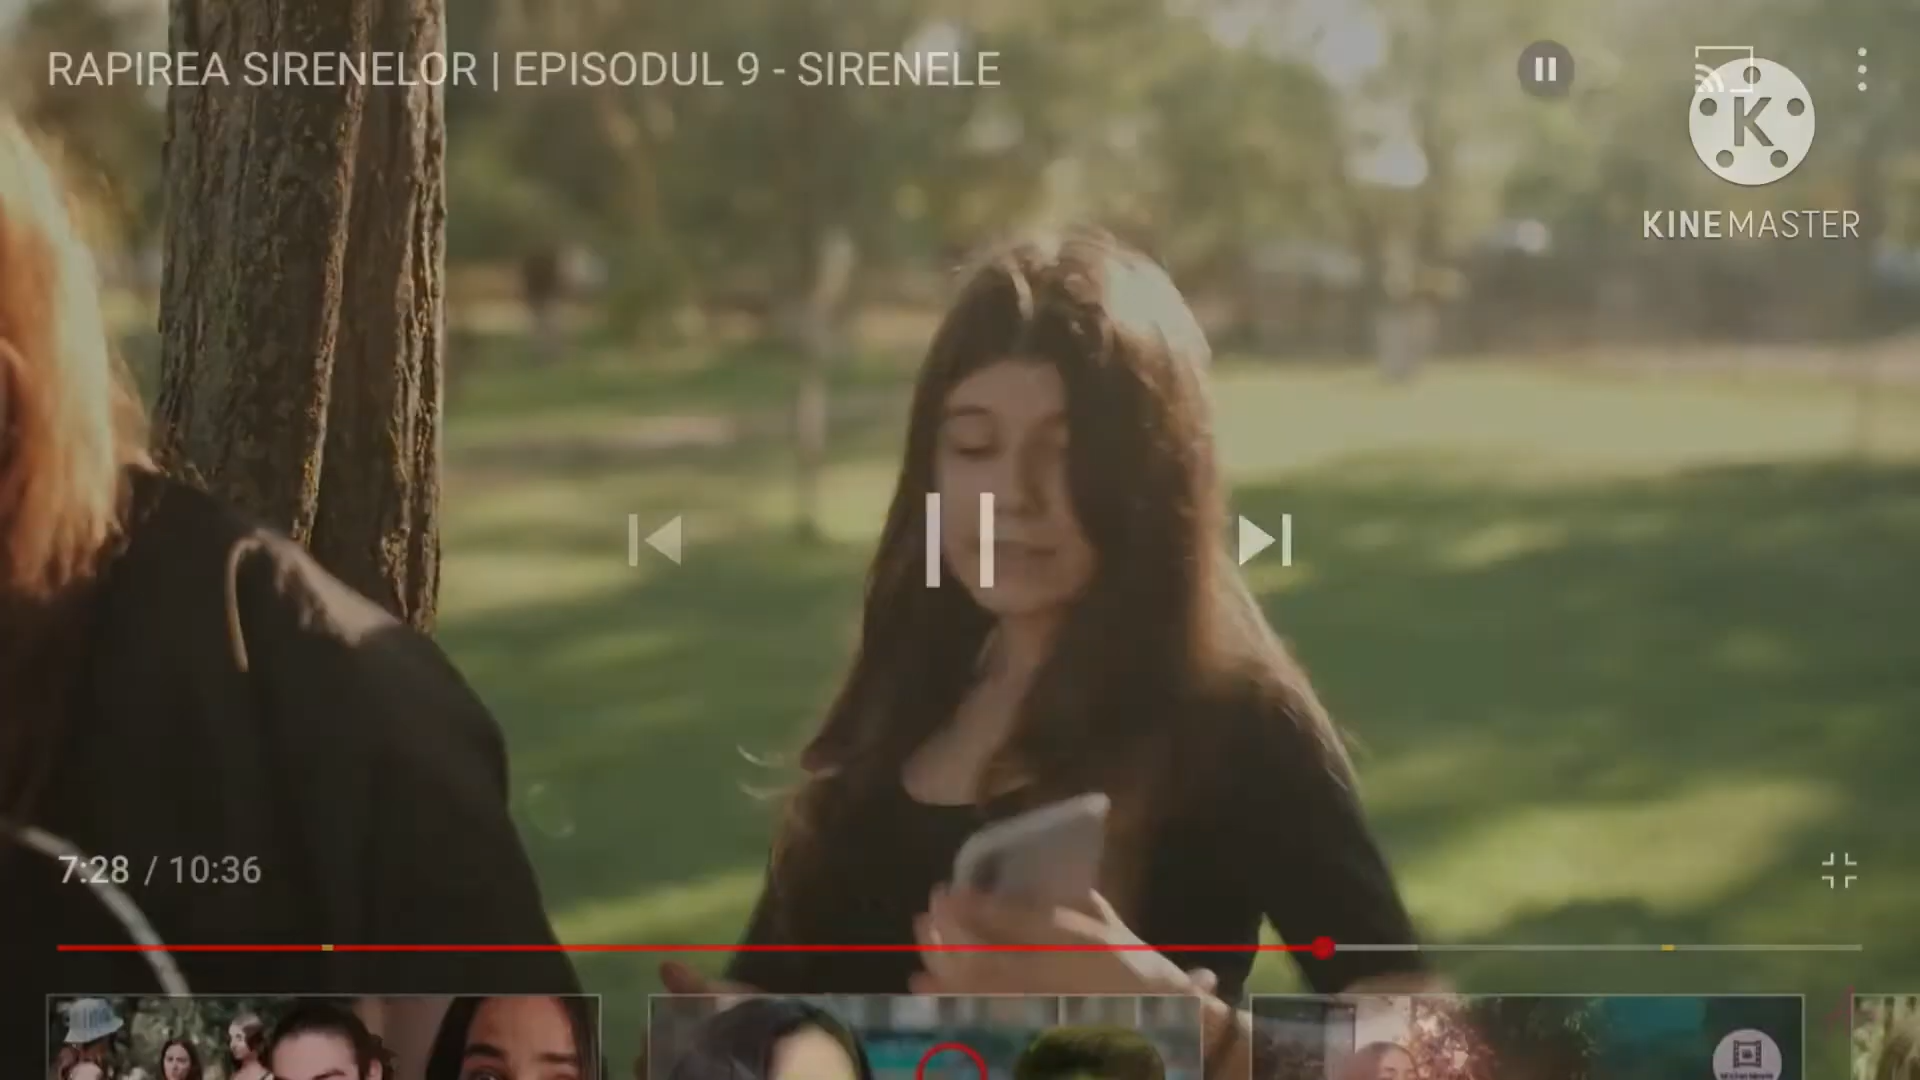 RAPIREA SIRENELOR | EPISODUL 9 - SIRENELE
K
KINEMASTER
7:28 / 10:36